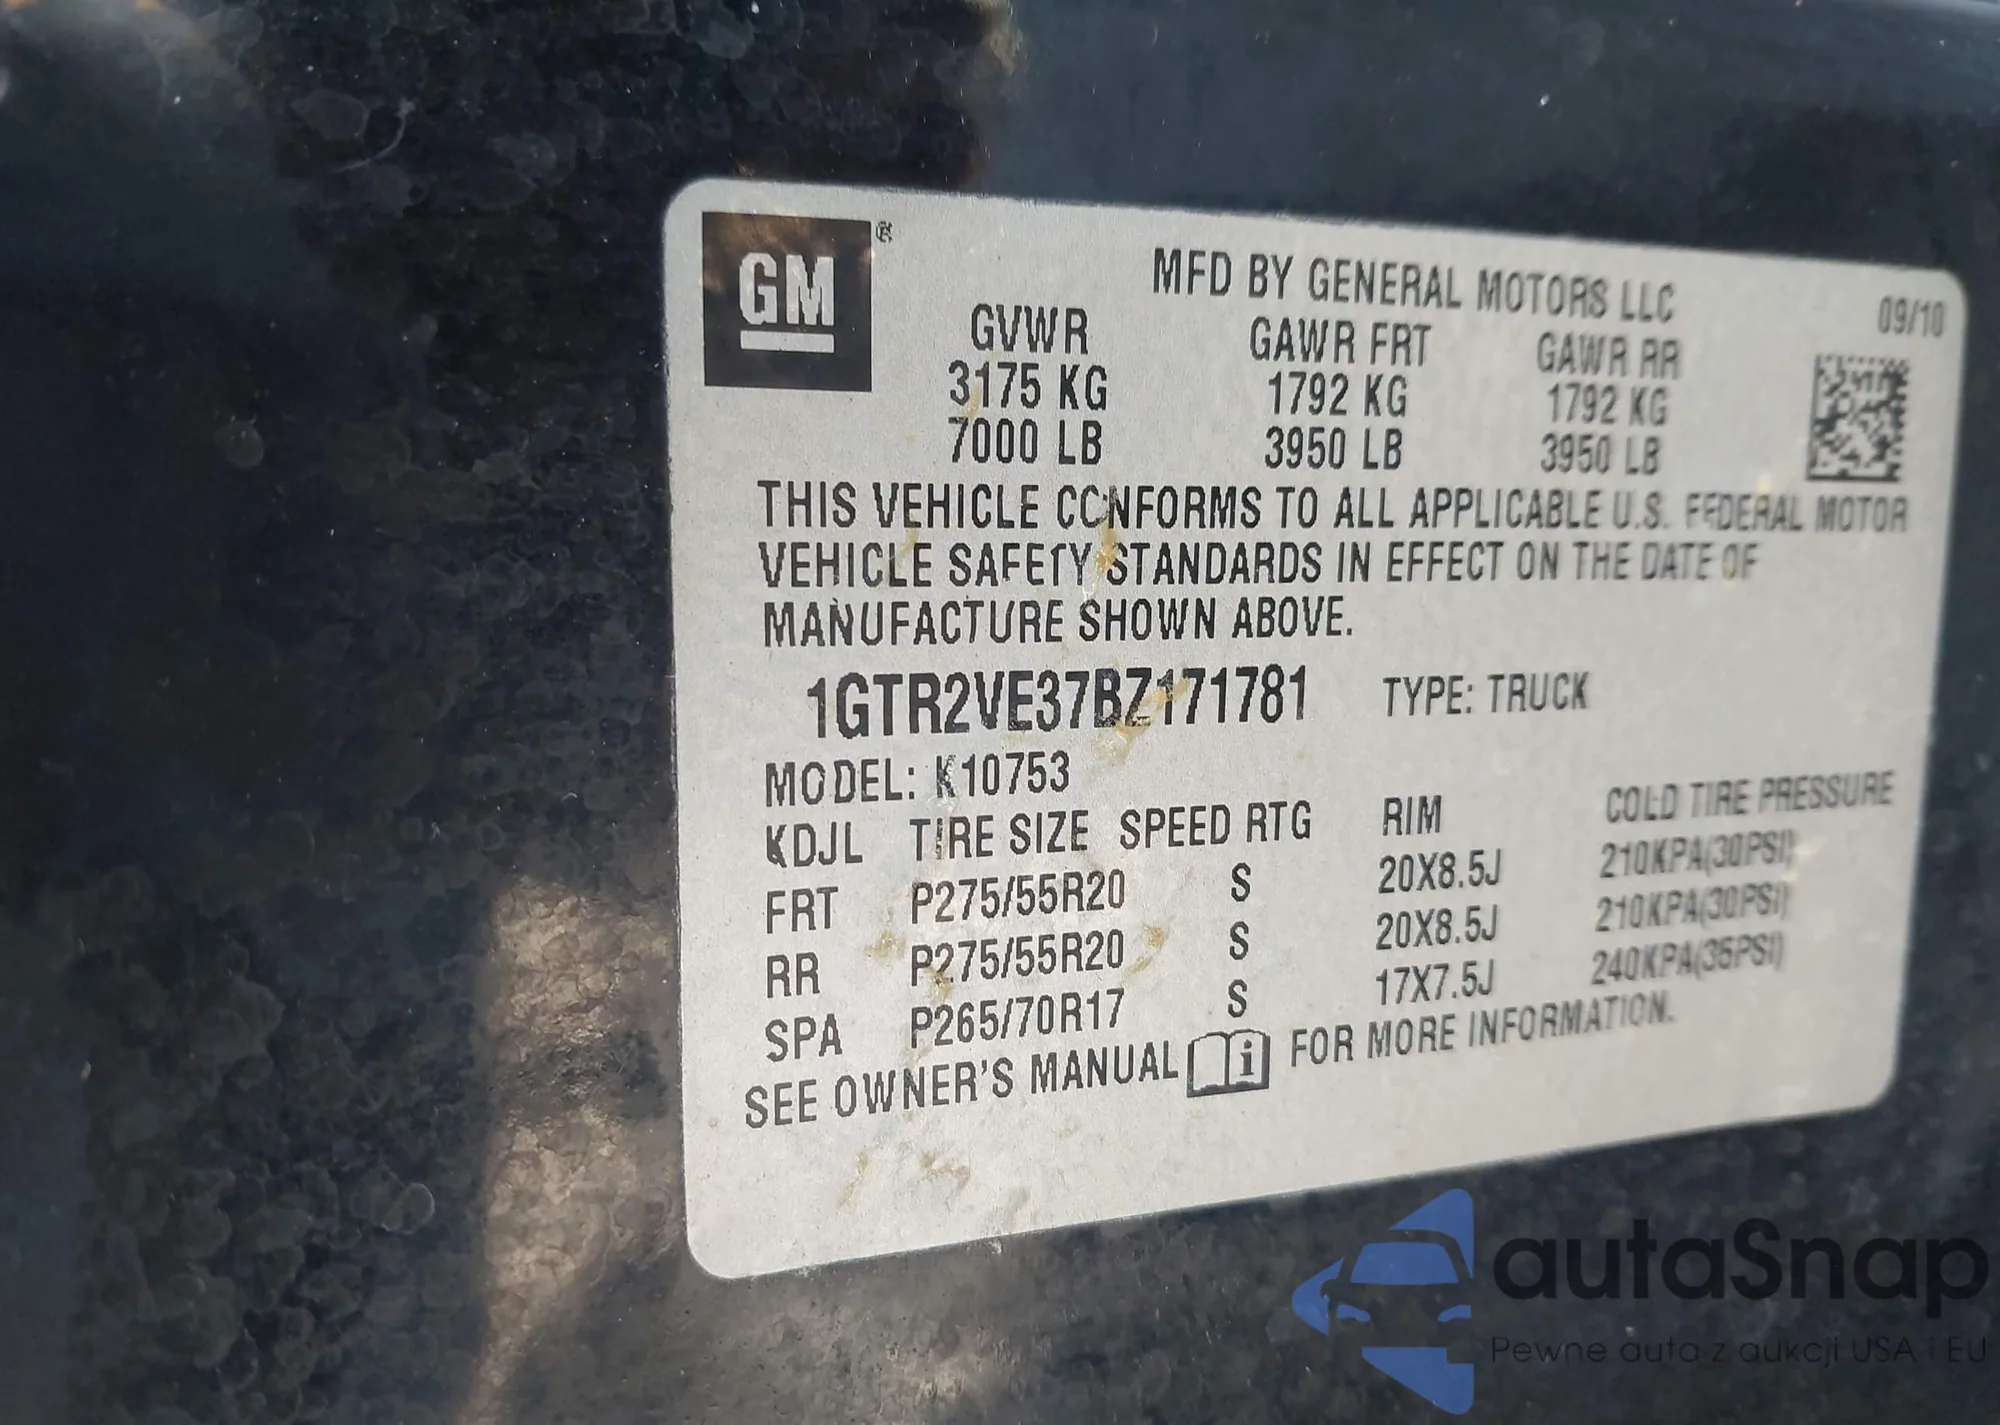 GM ®
MFD BY GENERAL MOTORS LLC 09/10
GVWR GAWR FRT GAWR RR
3175 KG 1792 KG 1792 KG
7000 LB 3950 LB 3950 LB
THIS VEHICLE CONFORMS TO ALL APPLICABLE U.S. FEDERAL MOTOR
VEHICLE SAFETY STANDARDS IN EFFECT ON THE DATE OF
MANUFACTURE SHOWN ABOVE.
1GTR2VE37BZ171781 TYPE: TRUCK
MODEL: K10753
KDJL TIRE SIZE SPEED RTG RIM COLD TIRE PRESSURE
FRT P275/55R20 S 20X8.5J 210KPA(30PSI)
RR P275/55R20 S 20X8.5J 210KPA(30PSI)
SPA P265/70R17 S 17X7.5J 240KPA(35PSI)
SEE OWNER'S MANUAL i FOR MORE INFORMATION.
autaSnap
Pewne auta z aukcji USA i EU